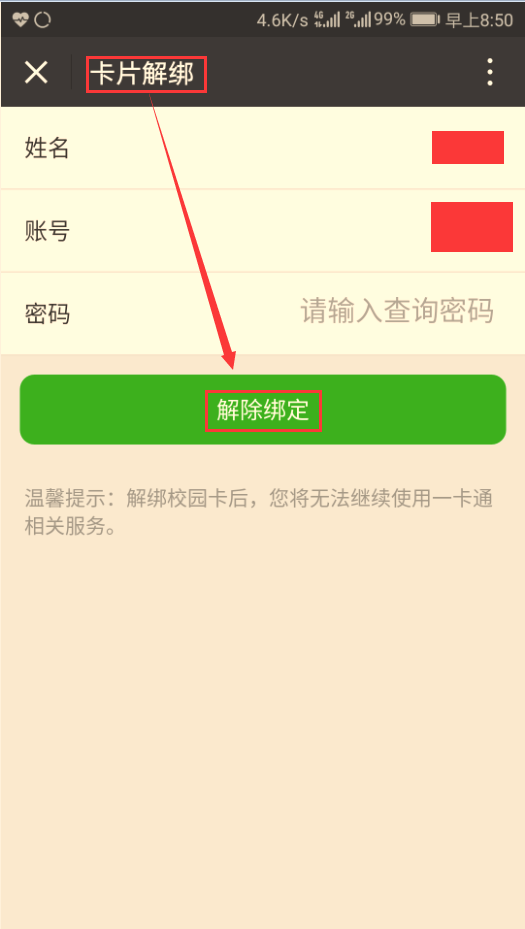 4.6K/s 4G 2G 99% 早上8:50
卡片解绑
姓名
账号
密码 请输入查询密码
解除绑定
温馨提示：解绑校园卡后，您将无法继续使用一卡通
相关服务。